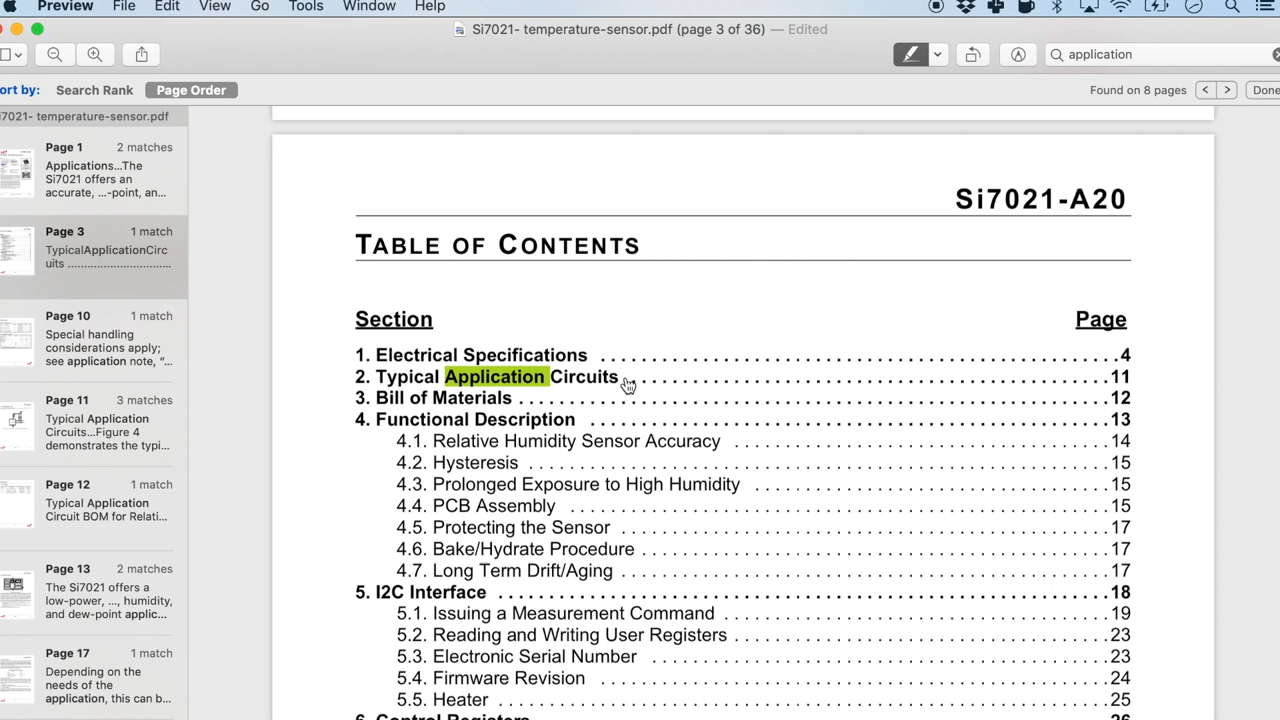 Preview File Edit View Go Tools Window Help
Si7021- temperature-sensor.pdf (page 3 of 36) — Edited
application
ort by: Search Rank Page Order Found on 8 pages < > Done
i7021- temperature-sensor.pdf
Page 1 2 matches
Applications...The
Si7021 offers an
accurate, ...-point, an...
Page 3 1 match
TypicalApplicationCirc
uits ................................
Page 10 1 match
Special handling
considerations apply;
see application note, “...
Page 11 3 matches
Typical Application
Circuits...Figure 4
demonstrates the typi...
Page 12 1 match
Typical Application
Circuit BOM for Relati...
Page 13 2 matches
The Si7021 offers a
low-power, ..., humidity,
and dew-point applic...
Page 17 1 match
Depending on the
needs of the
application, this can b...
Si7021-A20
TABLE OF CONTENTS
Section Page
1. Electrical Specifications . . . . . . . . . . . . . . . . . . . . . . . . . . . . . . . . . . . . . . . . .4
2. Typical Application Circuits . . . . . . . . . . . . . . . . . . . . . . . . . . . . . . . . . . . . . .11
3. Bill of Materials . . . . . . . . . . . . . . . . . . . . . . . . . . . . . . . . . . . . . . . . . . . . . .12
4. Functional Description . . . . . . . . . . . . . . . . . . . . . . . . . . . . . . . . . . . . . . . . .13
4.1. Relative Humidity Sensor Accuracy . . . . . . . . . . . . . . . . . . . . . . . . . . . . . .14
4.2. Hysteresis . . . . . . . . . . . . . . . . . . . . . . . . . . . . . . . . . . . . . . . . . . . . . .15
4.3. Prolonged Exposure to High Humidity . . . . . . . . . . . . . . . . . . . . . . . . . . . .15
4.4. PCB Assembly . . . . . . . . . . . . . . . . . . . . . . . . . . . . . . . . . . . . . . . . . . .15
4.5. Protecting the Sensor . . . . . . . . . . . . . . . . . . . . . . . . . . . . . . . . . . . . . .17
4.6. Bake/Hydrate Procedure . . . . . . . . . . . . . . . . . . . . . . . . . . . . . . . . . . . . .17
4.7. Long Term Drift/Aging . . . . . . . . . . . . . . . . . . . . . . . . . . . . . . . . . . . . . .17
5. I2C Interface . . . . . . . . . . . . . . . . . . . . . . . . . . . . . . . . . . . . . . . . . . . . . . . .18
5.1. Issuing a Measurement Command . . . . . . . . . . . . . . . . . . . . . . . . . . . . . .19
5.2. Reading and Writing User Registers . . . . . . . . . . . . . . . . . . . . . . . . . . . . .23
5.3. Electronic Serial Number . . . . . . . . . . . . . . . . . . . . . . . . . . . . . . . . . . . .23
5.4. Firmware Revision . . . . . . . . . . . . . . . . . . . . . . . . . . . . . . . . . . . . . . . .24
5.5. Heater . . . . . . . . . . . . . . . . . . . . . . . . . . . . . . . . . . . . . . . . . . . . . . . .25
6. Control Registers . . . . . . . . . . . . . . . . . . . . . . . . . . . . . . . . . . . . . . . . . . . .26